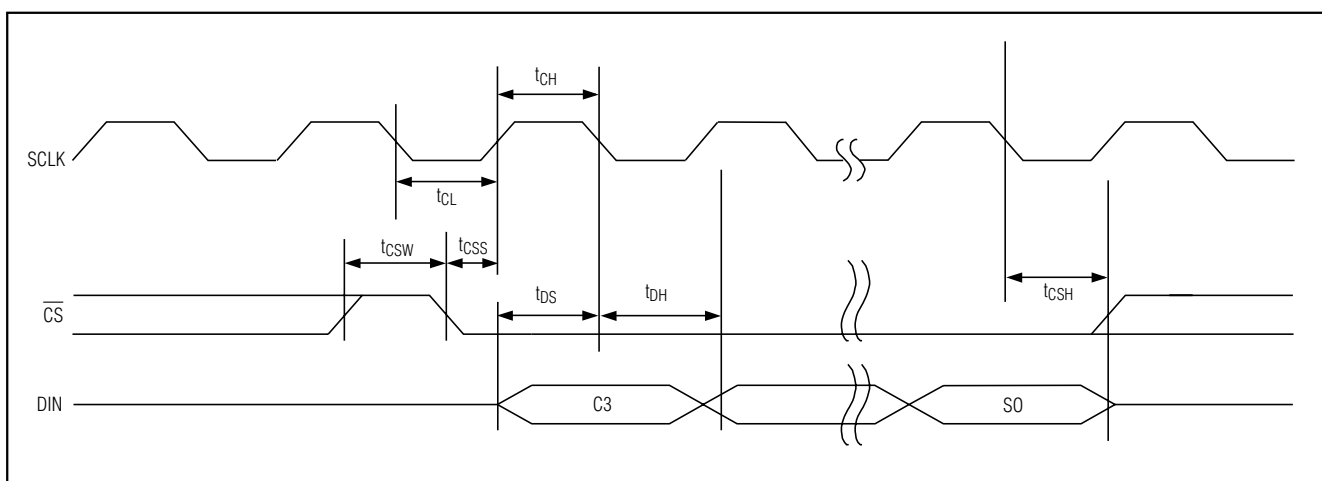 tCH
SCLK
tCL
tCSW tCSS
tDS tDH tCSH
CS
DIN C3 S0